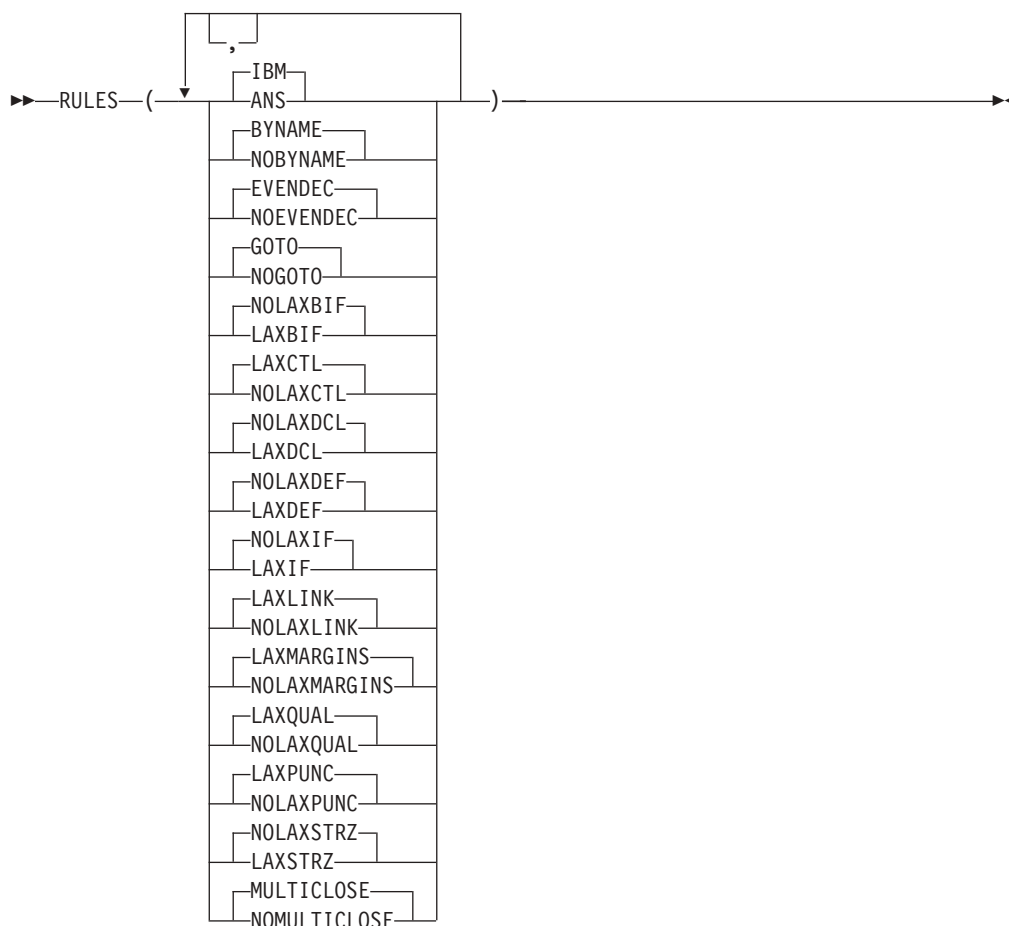 ,
IBM
RULES ( ANS )
BYNAME
NOBYNAME
EVENDEC
NOEVENDEC
GOTO
NOGOTO
NOLAXBIF
LAXBIF
LAXCTL
NOLAXCTL
NOLAXDCL
LAXDCL
NOLAXDEF
LAXDEF
NOLAXIF
LAXIF
LAXLINK
NOLAXLINK
LAXMARGINS
NOLAXMARGINS
LAXQUAL
NOLAXQUAL
LAXPUNC
NOLAXPUNC
NOLAXSTRZ
LAXSTRZ
MULTICLOSE
NOMULTICLOSE